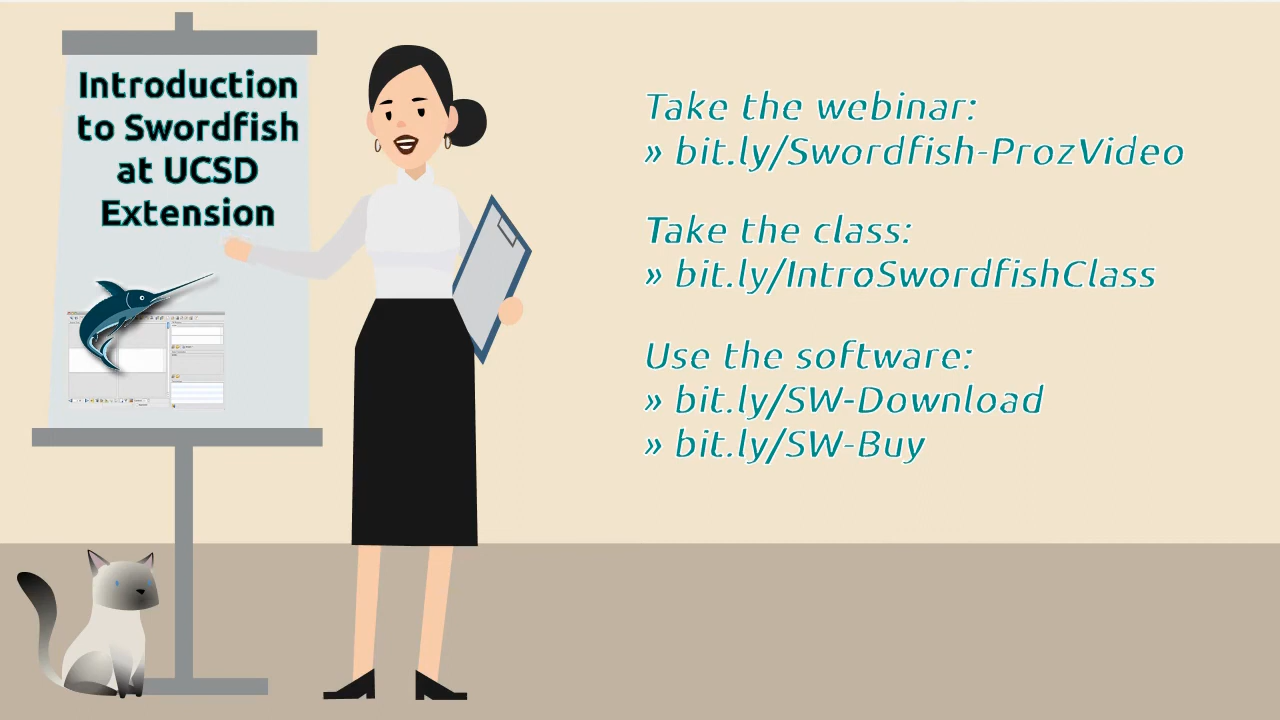 Introduction
to Swordfish
at UCSD
Extension
Take the webinar:
» bit.ly/Swordfish-ProzVideo
Take the class:
» bit.ly/IntroSwordfishClass
Use the software:
» bit.ly/SW-Download
» bit.ly/SW-Buy